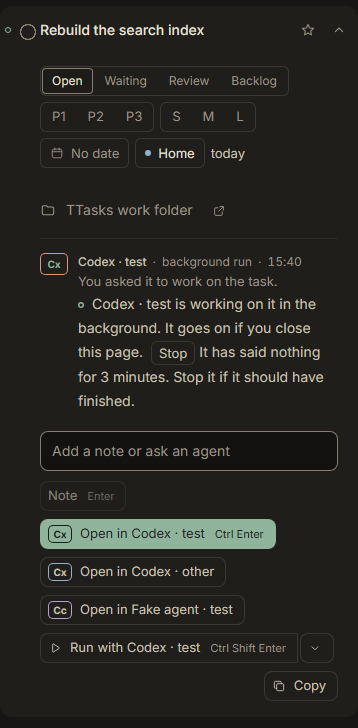 Rebuild the search index
Open Waiting Review Backlog
P1 P2 P3 S M L
No date Home today
TTasks work folder
Cx Codex · test · background run · 15:40
You asked it to work on the task.
Codex · test is working on it in the
background. It goes on if you close
this page. Stop It has said nothing
for 3 minutes. Stop it if it should have
finished.
Add a note or ask an agent
Note Enter
Cx Open in Codex · test Ctrl Enter
Cx Open in Codex · other
Cc Open in Fake agent · test
Run with Codex · test Ctrl Shift Enter
Copy